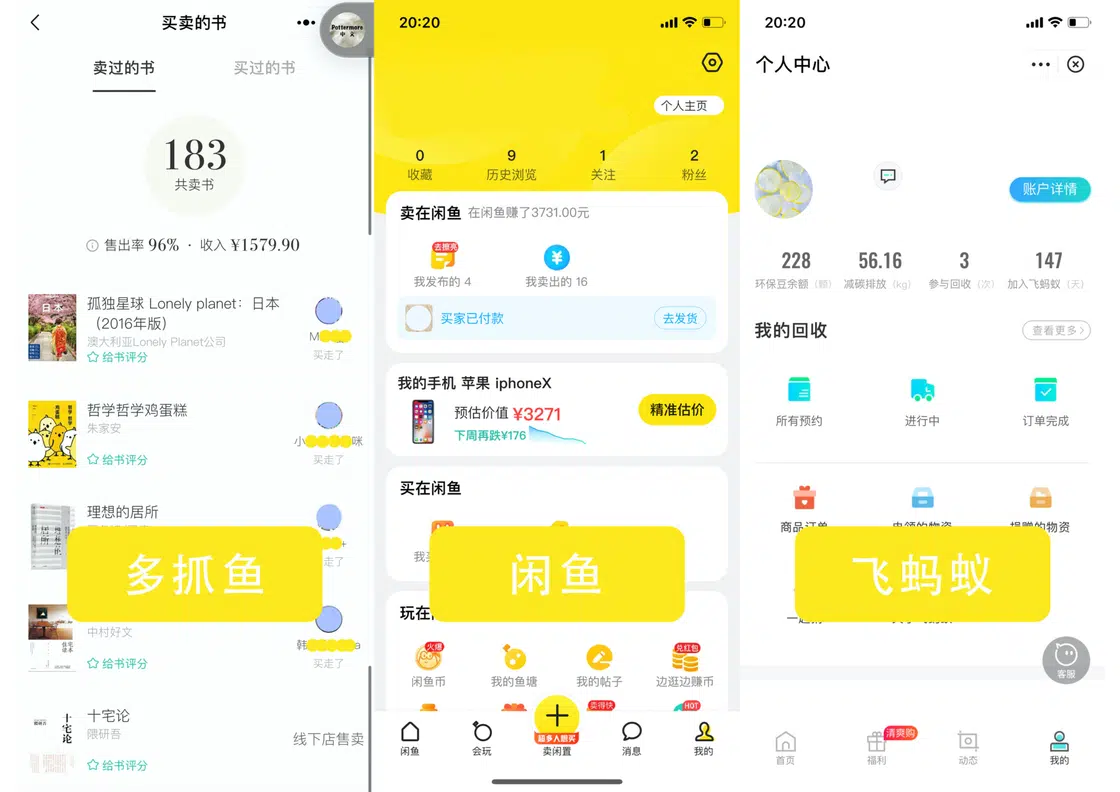 买卖的书
Pottermore
中文
卖过的书
买过的书
183
共卖书
售出率 96% · 收入 ¥1579.90
孤独星球 Lonely planet：日本
（2016年版）
澳大利亚Lonely Planet公司
给书评分
M
买走了
哲学哲学鸡蛋糕
朱家安
给书评分
小
咪
买走了
理想的居所
多抓鱼
中村好文
给书评分
韩
a
买走了
十宅论
隈研吾
给书评分
线下店售卖
20:20
个人主页
0
收藏
9
历史浏览
1
关注
2
粉丝
卖在闲鱼 在闲鱼赚了3731.00元
去擦亮
我发布的 4
我卖出的 16
买家已付款
去发货
我的手机 苹果 iphoneX
预估价值 ¥3271
下周再跌¥176
精准估价
买在闲鱼
闲鱼
玩在
火爆
闲鱼币
我的鱼塘
我的帖子
兑红包
边逛边赚币
卖得快
HOT
闲鱼
会玩
超多人想买
卖闲置
消息
我的
20:20
个人中心
账户详情
228
环保豆余额（颗）
56.16
减碳排放（kg）
3
参与回收（次）
147
加入飞蚂蚁（天）
我的回收
查看更多>
所有预约
进行中
订单完成
商品订单
申领的物资
捐赠的物资
飞蚂蚁
客服
首页
清爽购
福利
动态
我的